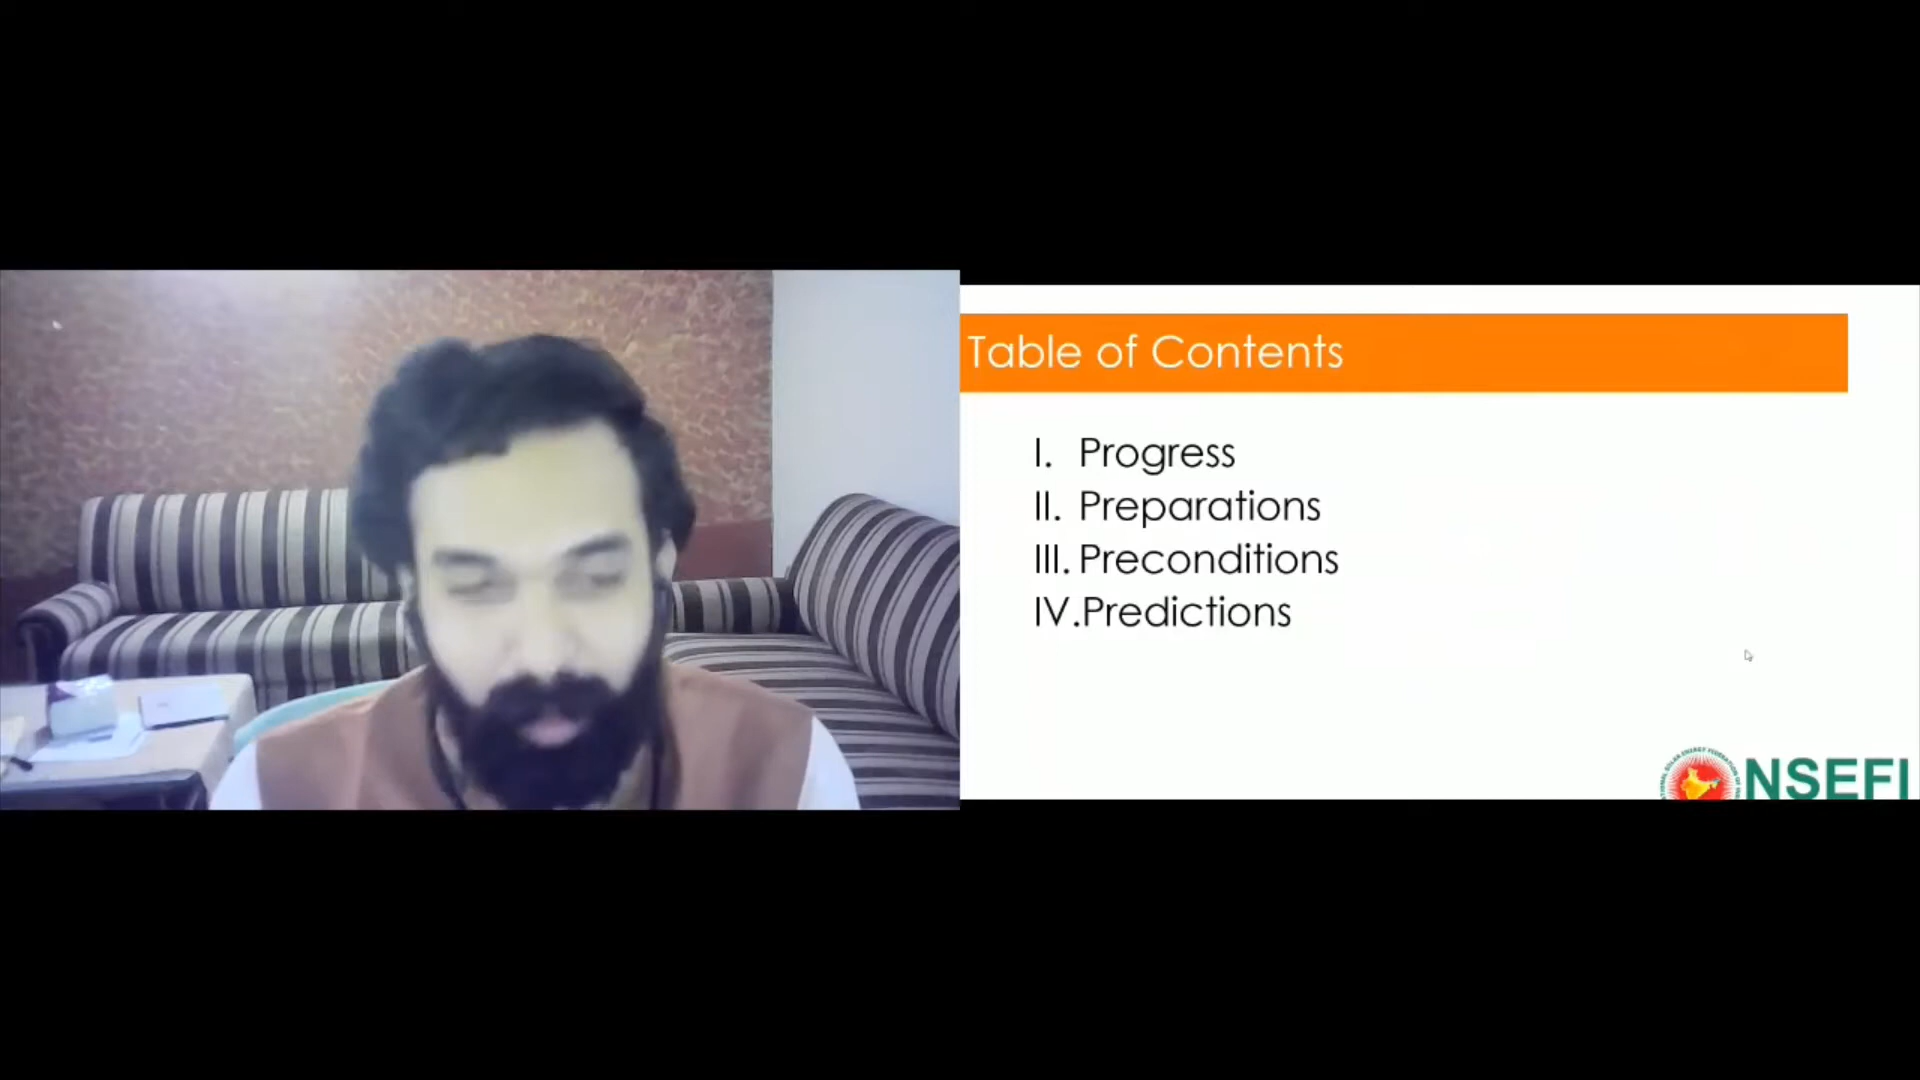 Table of Contents
I. Progress
II. Preparations
III. Preconditions
IV.Predictions
NSEFI